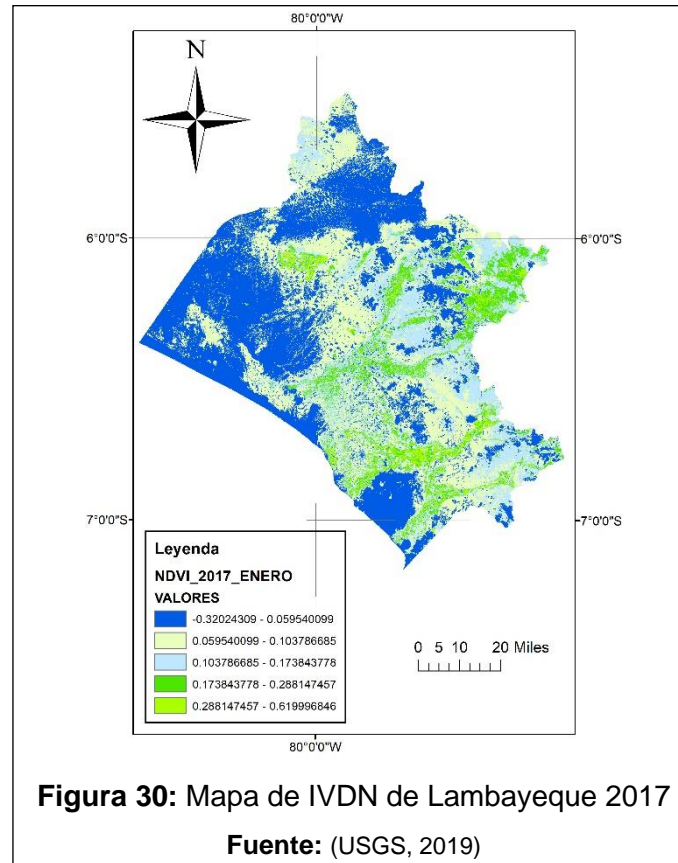 80°0'0"W
N
6°0'0"S
6°0'0"S
7°0'0"S
7°0'0"S
Leyenda
NDVI_2017_ENERO
VALORES
-0.32024309 - 0.059540099
0.059540099 - 0.103786685
0.103786685 - 0.173843778
0.173843778 - 0.288147457
0.288147457 - 0.619996846
0 5 10 20 Miles
80°0'0"W
Figura 30: Mapa de IVDN de Lambayeque 2017
Fuente: (USGS, 2019)